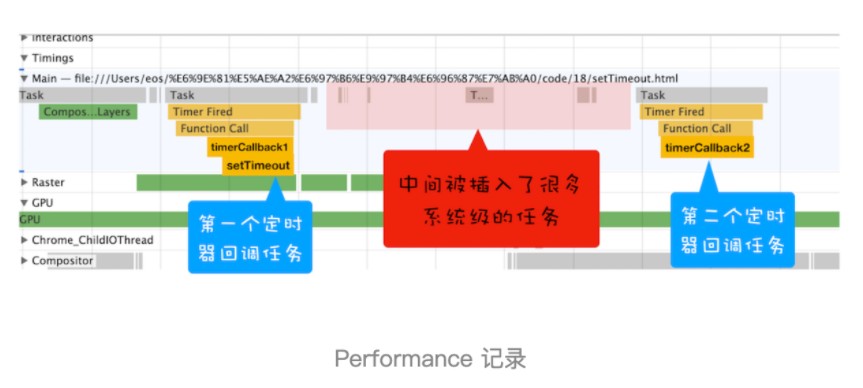 Interactions
Timings
Main — file:///Users/eos/%E6%9E%81%E5%AE%A2%E6%97%B6%E9%97%B4%E6%96%87%E7%AB%A0/code/18/setTimeout.html
Task
Task
T...
Task
Compos...Layers
Timer Fired
Timer Fired
Function Call
Function Call
timerCallback1
timerCallback2
setTimeout
中间被插入了很多
系统级的任务
Raster
GPU
GPU
第一个定时
器回调任务
第二个定时
器回调任务
Chrome_ChildIOThread
Compositor
Performance 记录